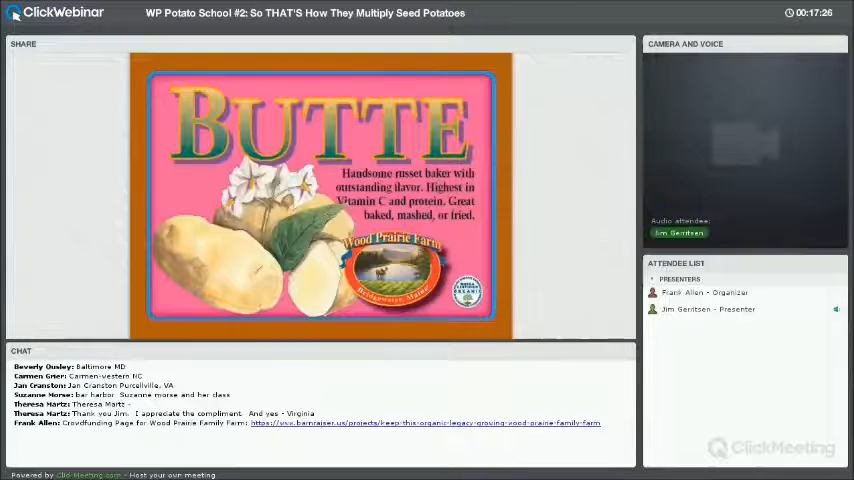 ClickWebinar
WP Potato School #2: So THAT'S How They Multiply Seed Potatoes
00:17:26
SHARE
BUTTE
Handsome russet baker with
outstanding flavor. Highest in
Vitamin C and protein. Great
baked, mashed, or fried.
Wood Prairie Farm
Bridgewater, Maine
CAMERA AND VOICE
Audio attendee:
Jim Gerritsen
ATTENDEE LIST
PRESENTERS
Frank Allen - Organizer
Jim Gerritsen - Presenter
CHAT
Beverly Ousley: Baltimore MD
Carmen Grier: Carmen-western NC
Jan Cranston: Jan Cranston Purcellville, VA
Suzanne Morse: bar harbor Suzanne morse and her class
Theresa Martz: Theresa Martz -
Theresa Martz: Thank you Jim. I appreciate the compliment. And yes - Virginia
Frank Allen: Crowdfunding Page for Wood Prairie Family Farm: https://www.barnraiser.us/projects/keep-this-organic-legacy-growing-wood-prairie-family-farm
ClickMeeting
Powered by ClickMeeting.com - Host your own meeting